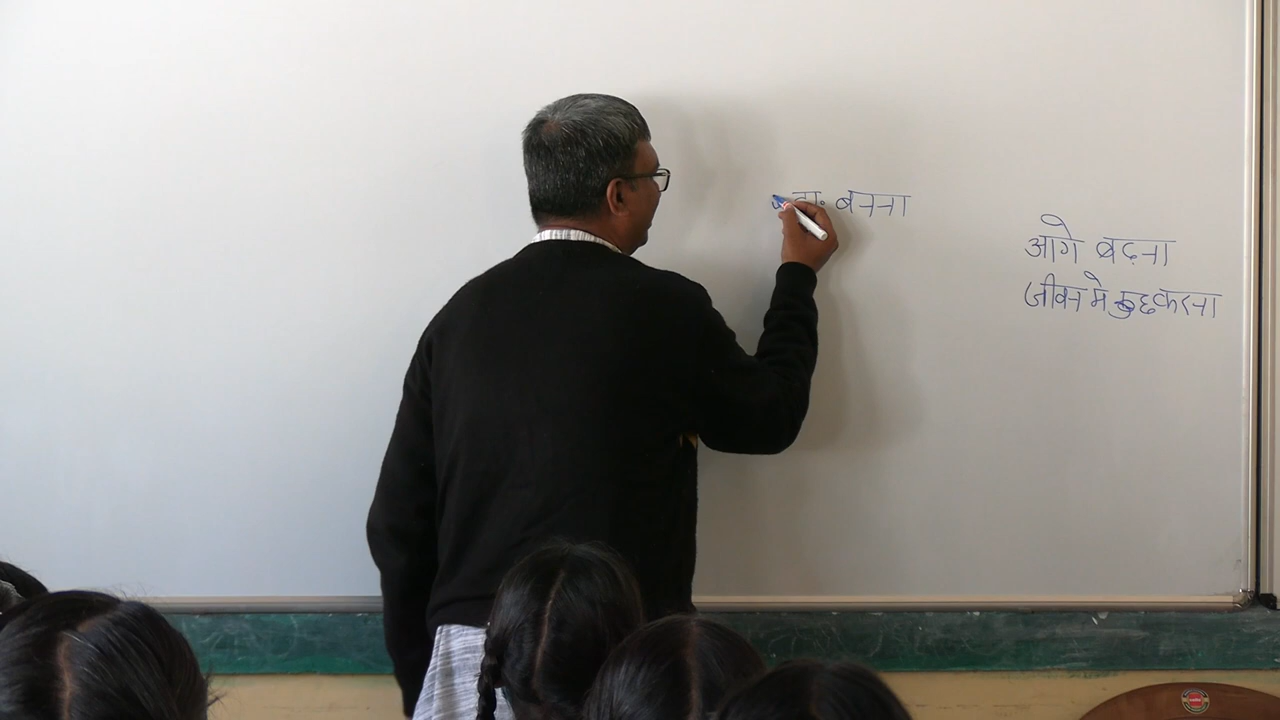 डा॰ बनना
आगे बढ़ना
जीवन मे कुछ करना